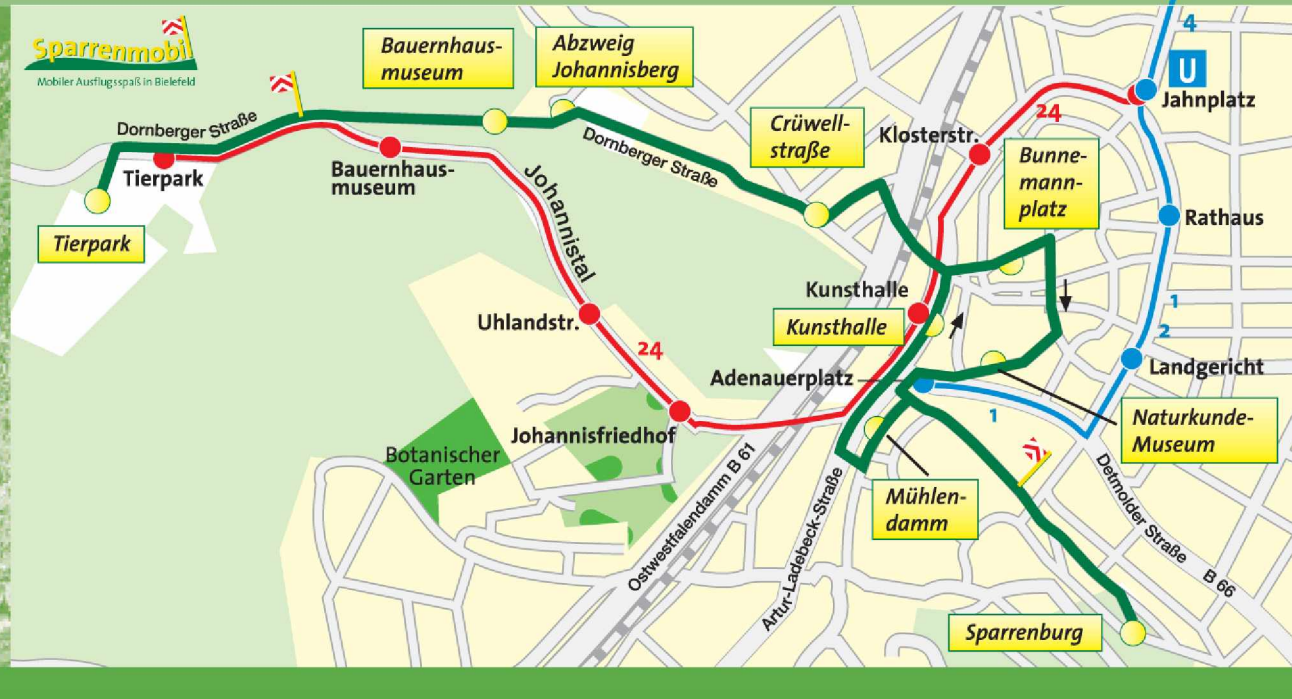 Sparrenmobil
Mobiler Ausflugsspaß in Bielefeld
Bauernhaus-
museum
Abzweig
Johannisberg
4
U
Jahnplatz
24
Crüwell-
straße
Klosterstr.
Bunne-
mann-
platz
Dornberger Straße
Dornberger Straße
Tierpark
Bauernhaus-
museum
Johannistal
Tierpark
Rathaus
Kunsthalle
Kunsthalle
1
2
Uhlandstr.
24
Adenauerplatz
Landgericht
1
Naturkunde-
Museum
Johannisfriedhof
Botanischer
Garten
Ostwestfalendamm B 61
Artur-Ladebeck-Straße
Mühlen-
damm
Detmolder Straße
B 66
Sparrenburg